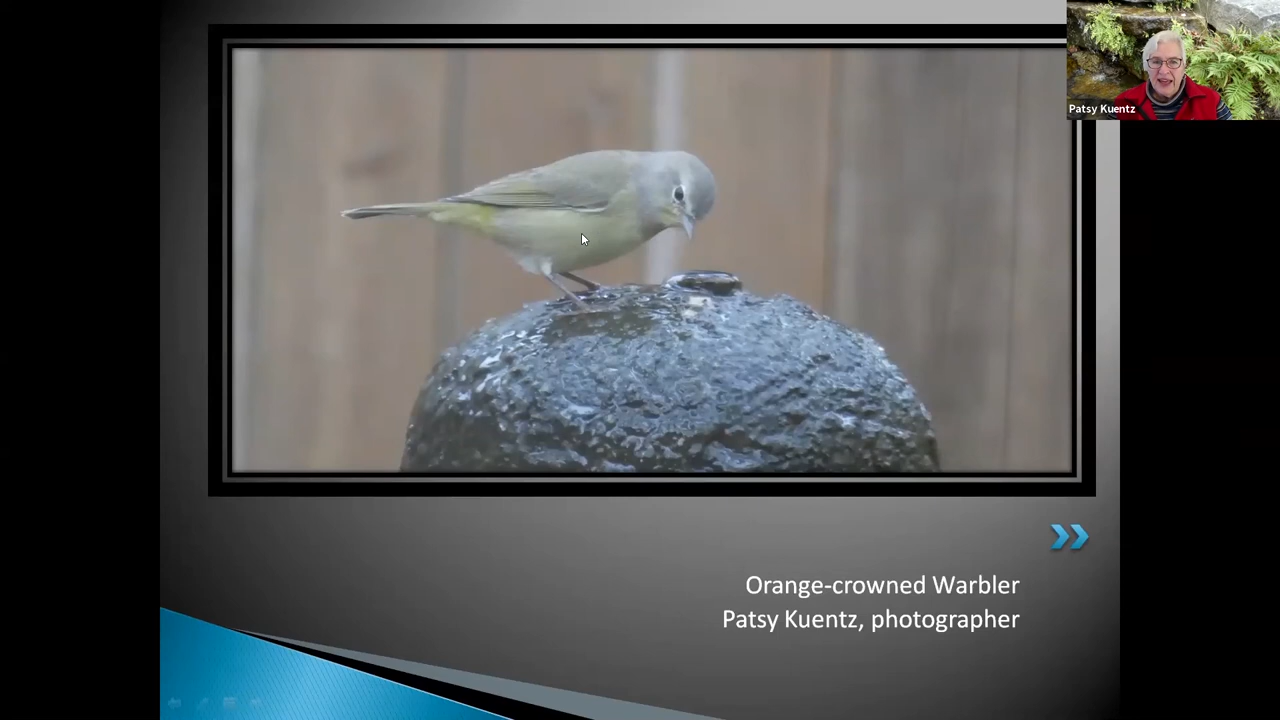 Patsy Kuentz
Orange-crowned Warbler
Patsy Kuentz, photographer